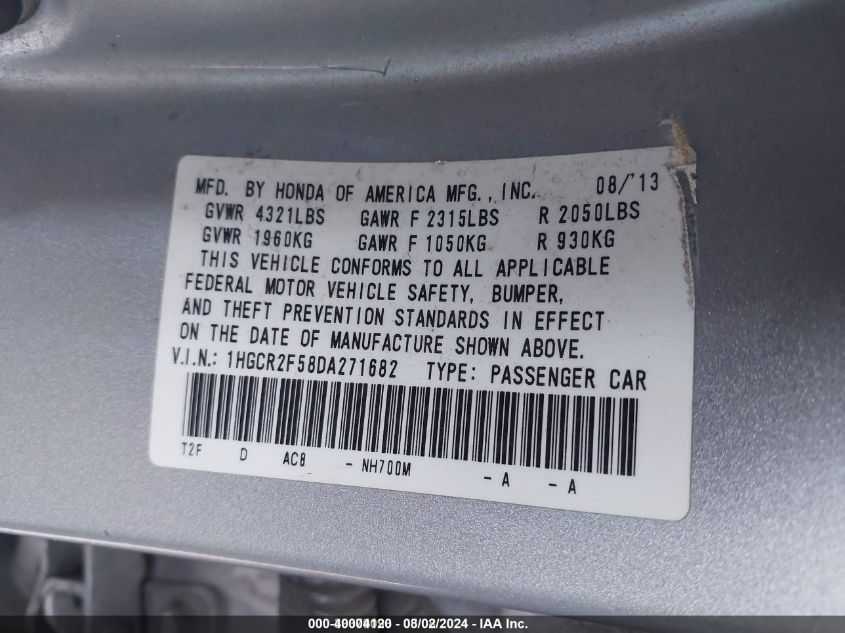 MFD. BY HONDA OF AMERICA MFG., INC. 08/'13
GVWR 4321LBS GAWR F 2315LBS R 2050LBS
GVWR 1960KG GAWR F 1050KG R 930KG
THIS VEHICLE CONFORMS TO ALL APPLICABLE
FEDERAL MOTOR VEHICLE SAFETY, BUMPER,
AND THEFT PREVENTION STANDARDS IN EFFECT
ON THE DATE OF MANUFACTURE SHOWN ABOVE.
V.I.N.: 1HGCR2F58DA271682 TYPE: PASSENGER CAR
T2F D AC8 - NH700M - A - A
08/02/2024 - IAA Inc.